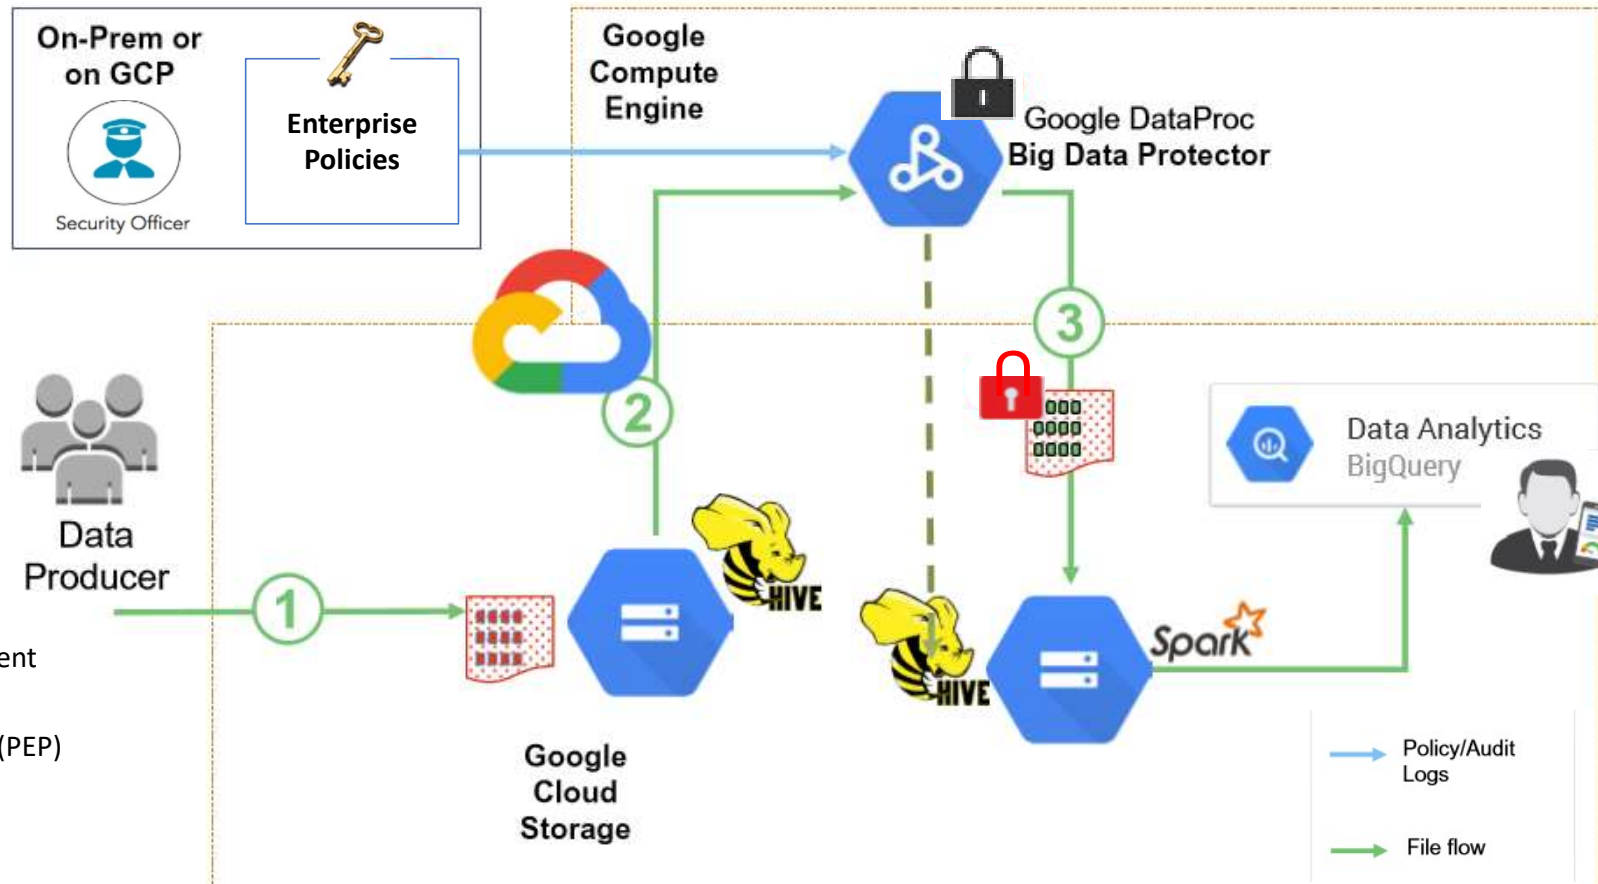 On-Prem or
on GCP
Security Officer
Enterprise
Policies
Google
Compute
Engine
Google DataProc
Big Data Protector
3
2
Data Analytics
BigQuery
Data
Producer
1
HIVE
HIVE
Spark
ent
(PEP)
Google
Cloud
Storage
Policy/Audit
Logs
File flow